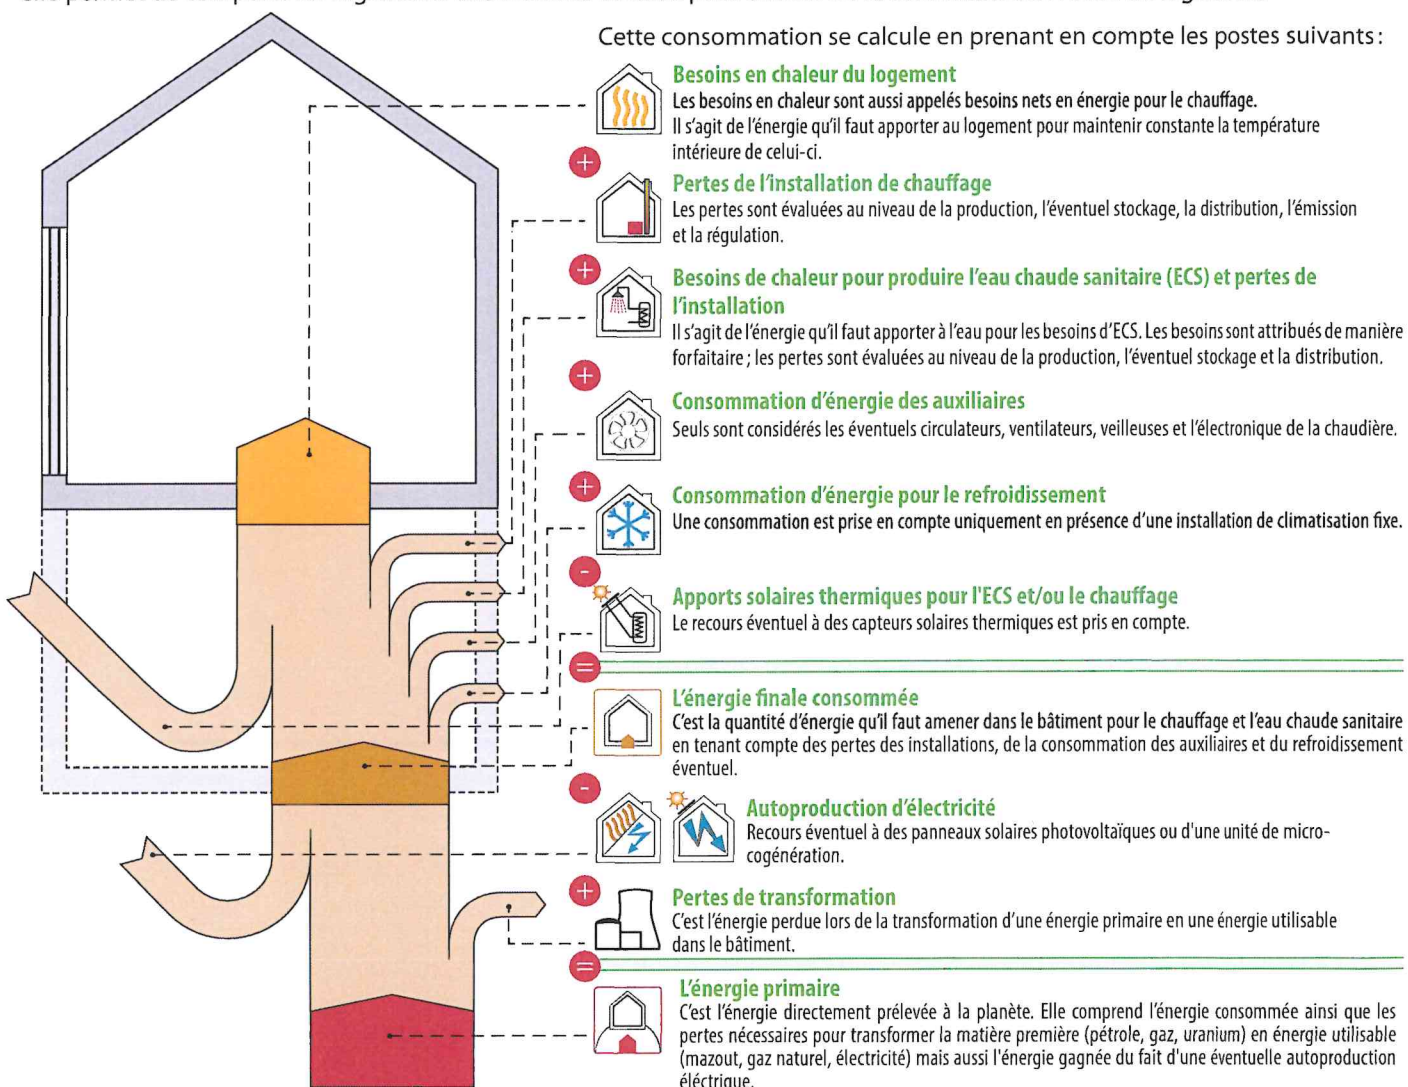 Cette consommation se calcule en prenant en compte les postes suivants :
Besoins en chaleur du logement
Les besoins en chaleur sont aussi appelés besoins nets en énergie pour le chauffage.
Il s'agit de l'énergie qu'il faut apporter au logement pour maintenir constante la température
intérieure de celui-ci.
+
Pertes de l'installation de chauffage
Les pertes sont évaluées au niveau de la production, l'éventuel stockage, la distribution, l'émission
et la régulation.
+
Besoins de chaleur pour produire l'eau chaude sanitaire (ECS) et pertes de
l'installation
Il s'agit de l'énergie qu'il faut apporter à l'eau pour les besoins d'ECS. Les besoins sont attribués de manière
forfaitaire ; les pertes sont évaluées au niveau de la production, l'éventuel stockage et la distribution.
+
Consommation d'énergie des auxiliaires
Seuls sont considérés les éventuels circulateurs, ventilateurs, veilleuses et l'électronique de la chaudière.
+
Consommation d'énergie pour le refroidissement
Une consommation est prise en compte uniquement en présence d'une installation de climatisation fixe.
-
Apports solaires thermiques pour l'ECS et/ou le chauffage
Le recours éventuel à des capteurs solaires thermiques est pris en compte.
=
L'énergie finale consommée
C'est la quantité d'énergie qu'il faut amener dans le bâtiment pour le chauffage et l'eau chaude sanitaire
en tenant compte des pertes des installations, de la consommation des auxiliaires et du refroidissement
éventuel.
-
Autoproduction d'électricité
Recours éventuel à des panneaux solaires photovoltaïques ou d'une unité de micro-
cogénération.
+
Pertes de transformation
C'est l'énergie perdue lors de la transformation d'une énergie primaire en une énergie utilisable
dans le bâtiment.
=
L'énergie primaire
C'est l'énergie directement prélevée à la planète. Elle comprend l'énergie consommée ainsi que les
pertes nécessaires pour transformer la matière première (pétrole, gaz, uranium) en énergie utilisable
(mazout, gaz naturel, électricité) mais aussi l'énergie gagnée du fait d'une éventuelle autoproduction
éléctrique.